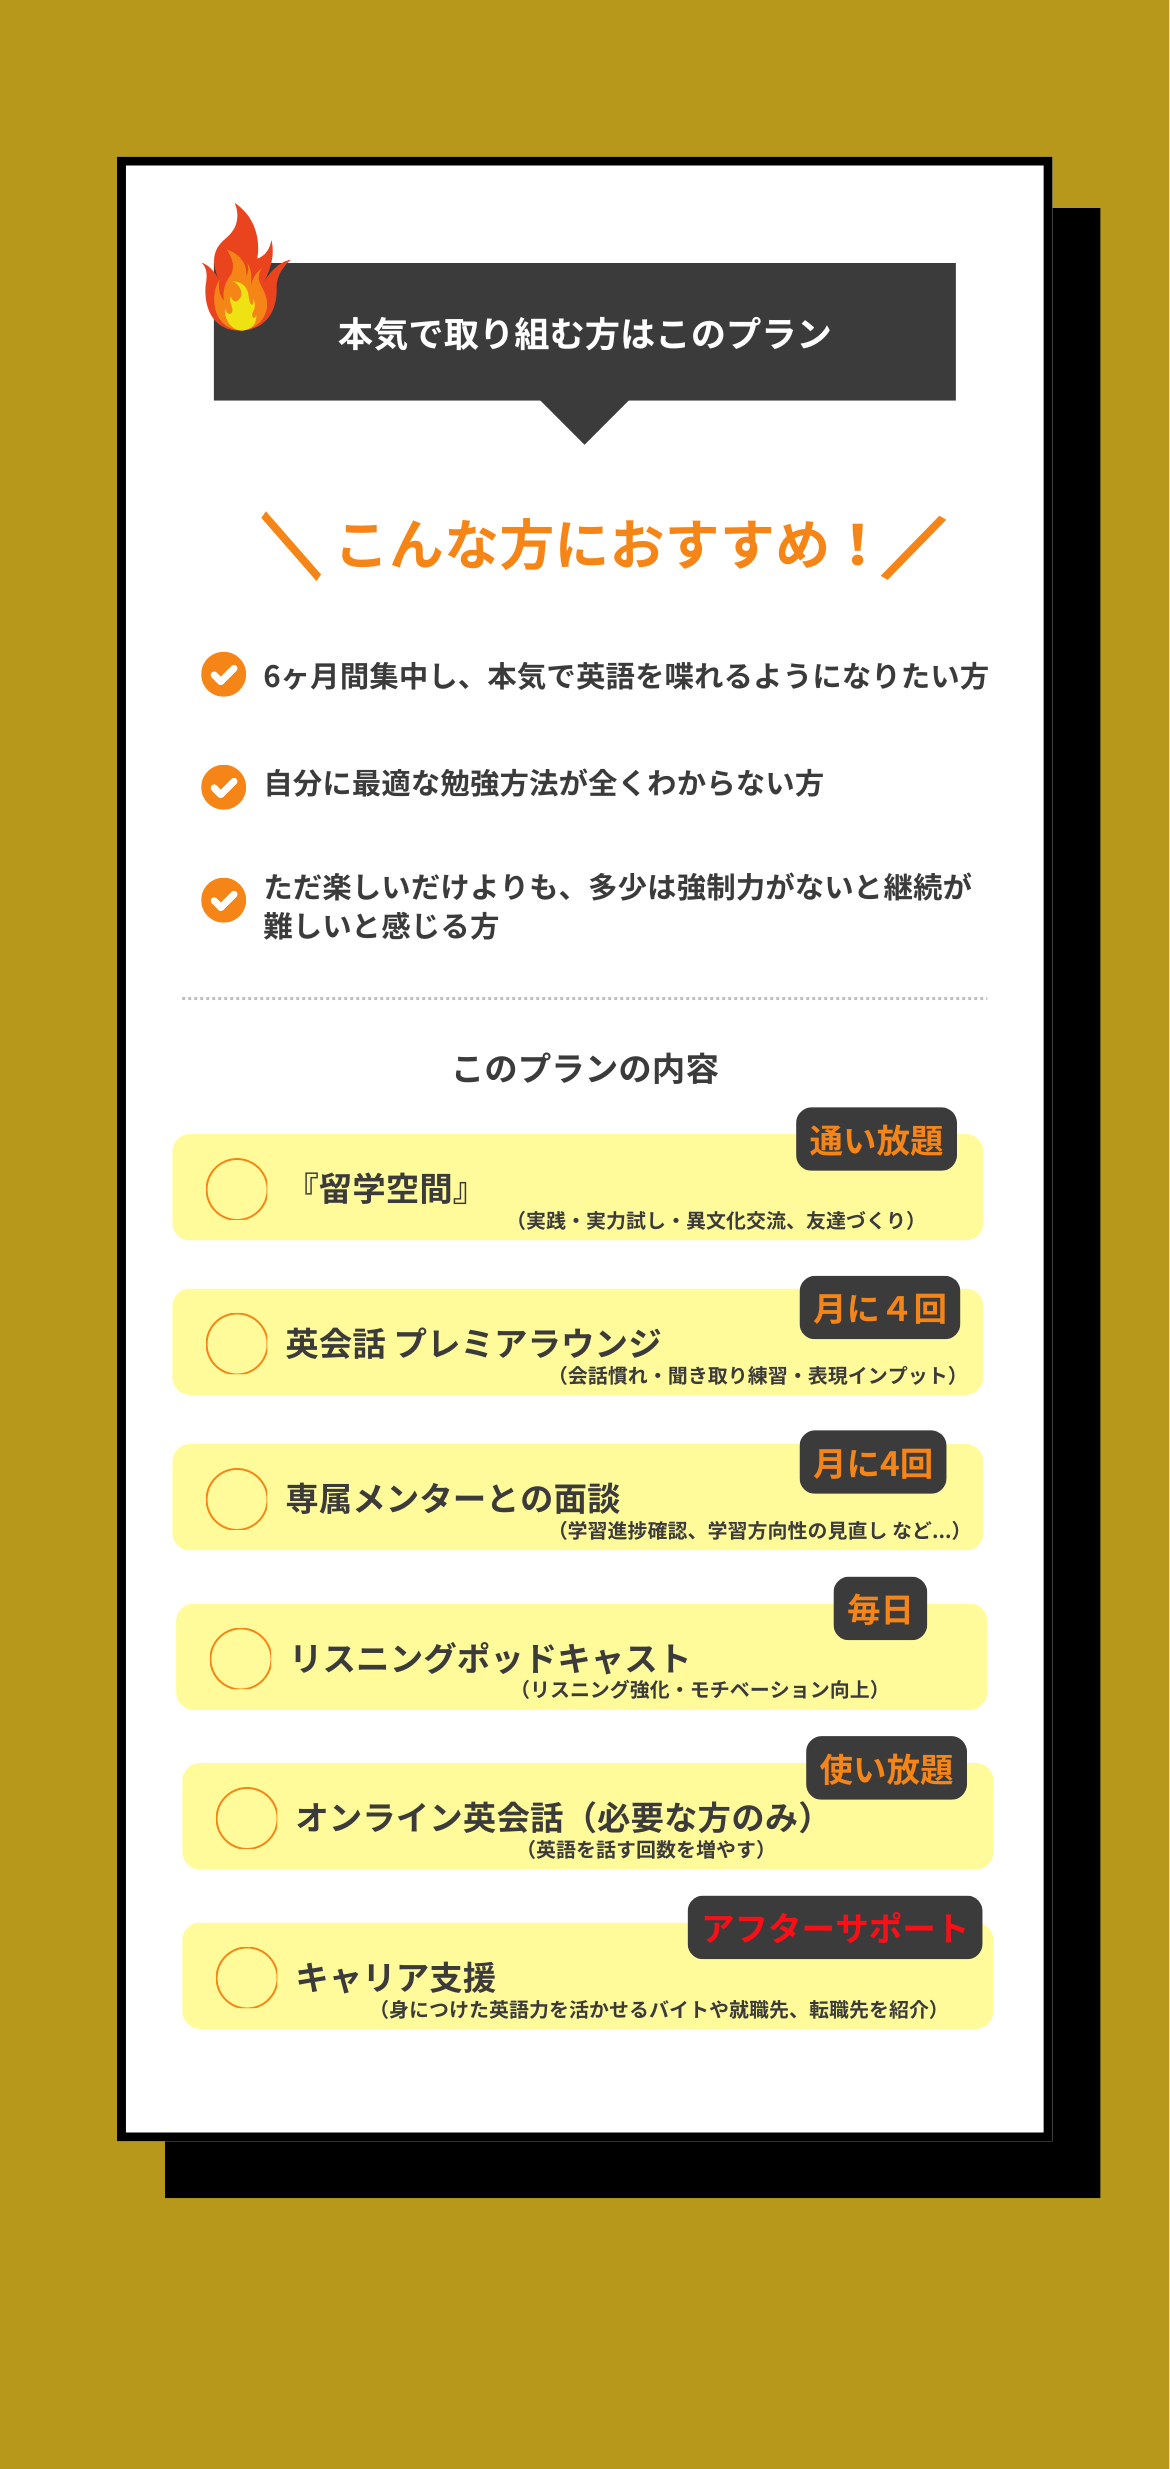 本気で取り組む方はこのプラン
＼ こんな方におすすめ！／
6ヶ月間集中し、本気で英語を喋れるようになりたい方
自分に最適な勉強方法が全くわからない方
ただ楽しいだけよりも、多少は強制力がないと継続が
難しいと感じる方
このプランの内容
通い放題
『留学空間』
（実践・実力試し・異文化交流、友達づくり）
月に４回
英会話 プレミアラウンジ
（会話慣れ・聞き取り練習・表現インプット）
月に4回
専属メンターとの面談
（学習進捗確認、学習方向性の見直し など...）
毎日
リスニングポッドキャスト
（リスニング強化・モチベーション向上）
使い放題
オンライン英会話（必要な方のみ）
（英語を話す回数を増やす）
アフターサポート
キャリア支援
（身につけた英語力を活かせるバイトや就職先、転職先を紹介）